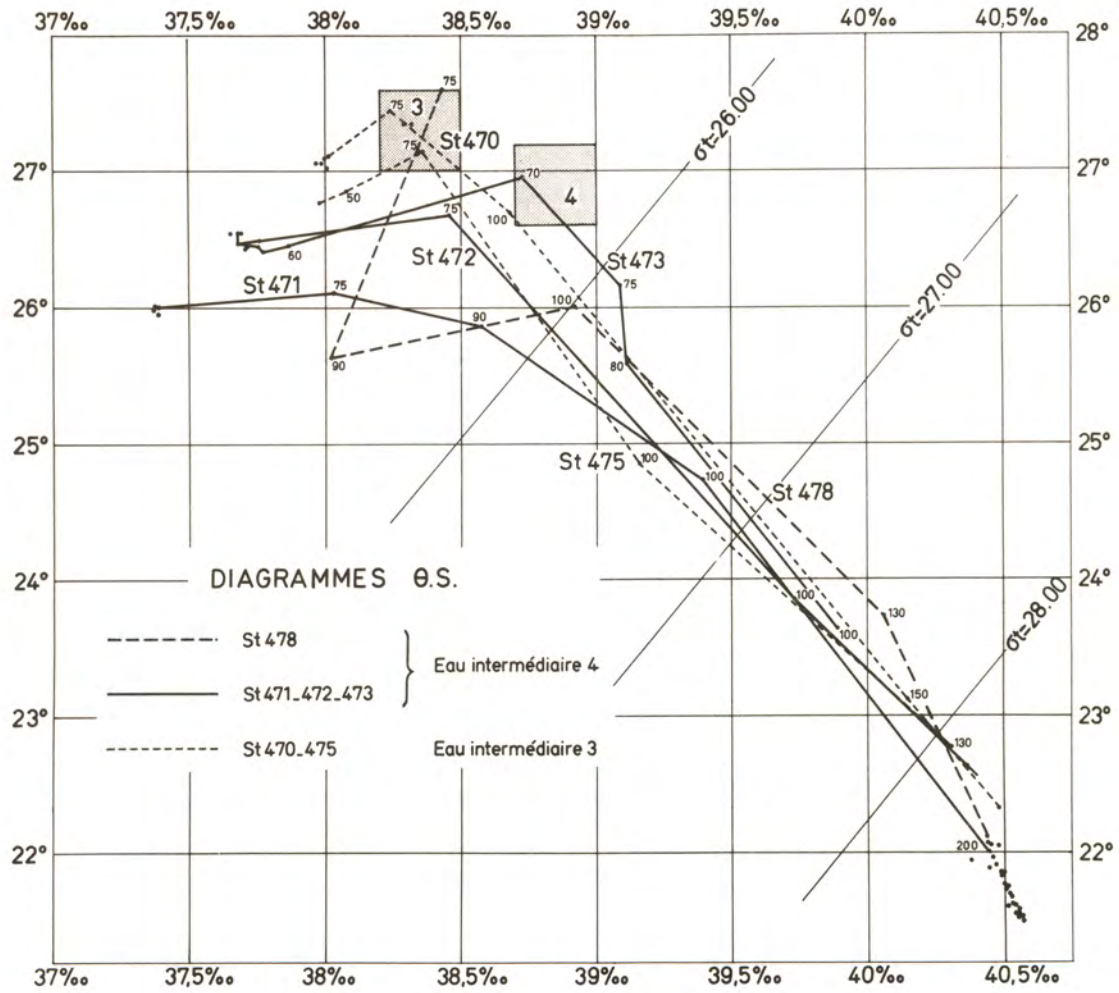 37‰ 37,5‰ 38‰ 38,5‰ 39‰ 39,5‰ 40‰ 40,5‰
28°
27° 27°
26° 26°
25° 25°
24° 24°
23° 23°
22° 22°
σt=26.00
σt=27.00
σt=28.00
75
75 3
75 St 470
50
70 4
100
75
60
St 472
St 473
St 471 75
75
90 100
90
80
St 475 100
100
St 478
100
100
130
150
130
200
DIAGRAMMES θ.S.
St 478
St 471_472_473
Eau intermédiaire 4
St 470_475 Eau intermédiaire 3
37‰ 37,5‰ 38‰ 38,5‰ 39‰ 39,5‰ 40‰ 40,5‰